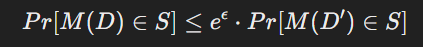 Pr[M(D) ∈ S] ≤ e^ϵ · Pr[M(D′) ∈ S]